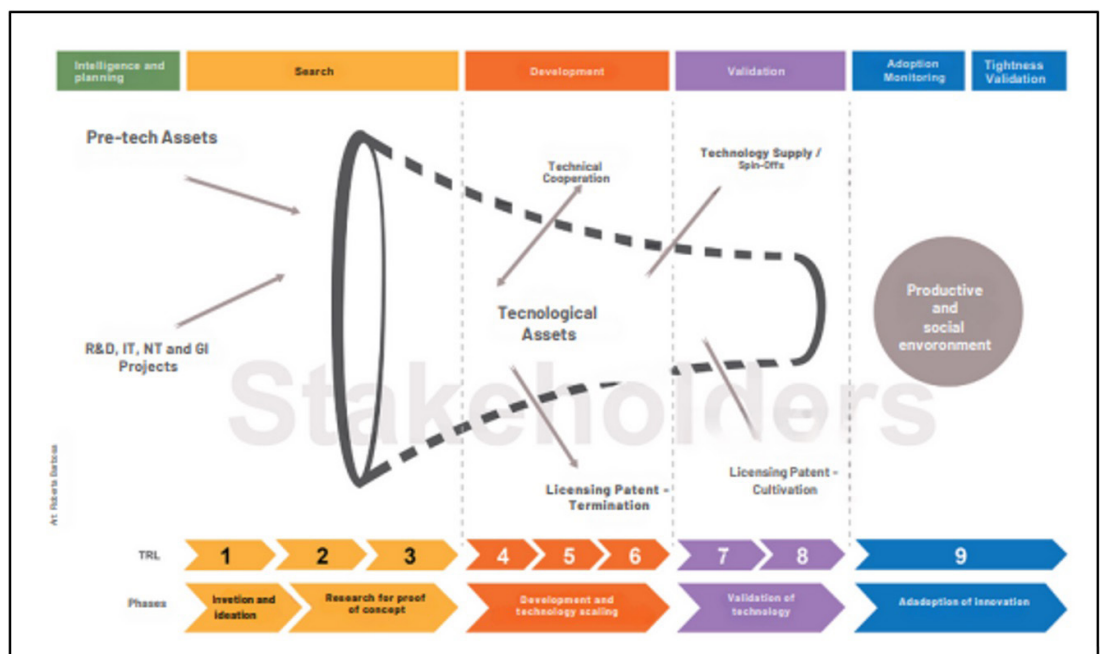 Intelligence and
planning
Search
Development
Validation
Adoption
Monitoring
Tightness
Validation
Pre-tech Assets
Technical
Cooperation
Technology Supply /
Spin-Offs
Tecnological
Assets
Productive
and
social
envoronment
R&D, IT, NT and GI
Projects
Stakeholders
Licensing Patent -
Termination
Licensing Patent -
Cultivation
Art: Roberta Barbosa
TRL
1
2
3
4
5
6
7
8
9
Phases
Invetion and
ideation
Research for proof
of concept
Development and
technology scaling
Validation of
technology
Adadoption of innovation